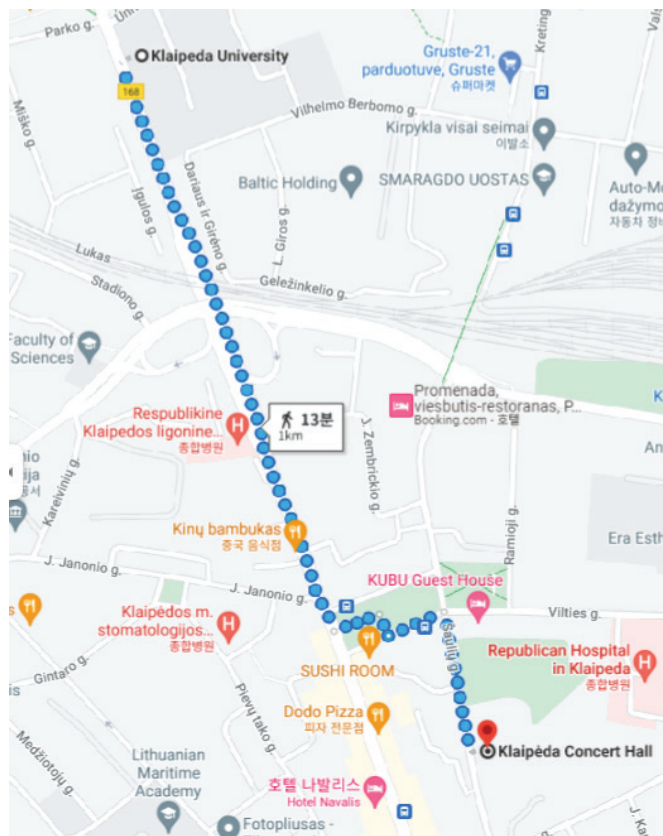 Parko g.
Klaipeda University
168
Miško g.
Įgulos g.
Dariaus ir Girėno g.
Vilhelmo Berbomo g.
L. Giros g.
Gruste-21,
parduotuve, Gruste
슈퍼마켓
Kreting
Kirpykla visai seimai
이발소
Baltic Holding
SMARAGDO UOSTAS
Auto-Mo
dažymo
자동차 정비
Lukas
Geležinkelio g.
Stadiono g.
Faculty of
Sciences
Respublikine
Klaipedos ligonine...
종합병원
13분
1km
Promenada,
viesbutis-restoranas, P...
Booking.com - 호텔
J. Zembrickio g.
Kareivinių g.
Kinų bambukas
중국 음식점
Ramioji g.
Era Esth
J. Janonio g.
J. Janonio g.
KUBU Guest House
Vilties g.
Klaipėdos m.
stomatologijos...
종합병원
Šaulių g.
SUSHI ROOM
Republican Hospital
in Klaipeda
종합병원
Gintaro g.
Pievų tako g.
Dodo Pizza
피자 전문점
Klaipėda Concert Hall
Medžiotojų g.
Lithuanian
Maritime
Academy
호텔 나발리스
Hotel Navalis
Fotopliusas -